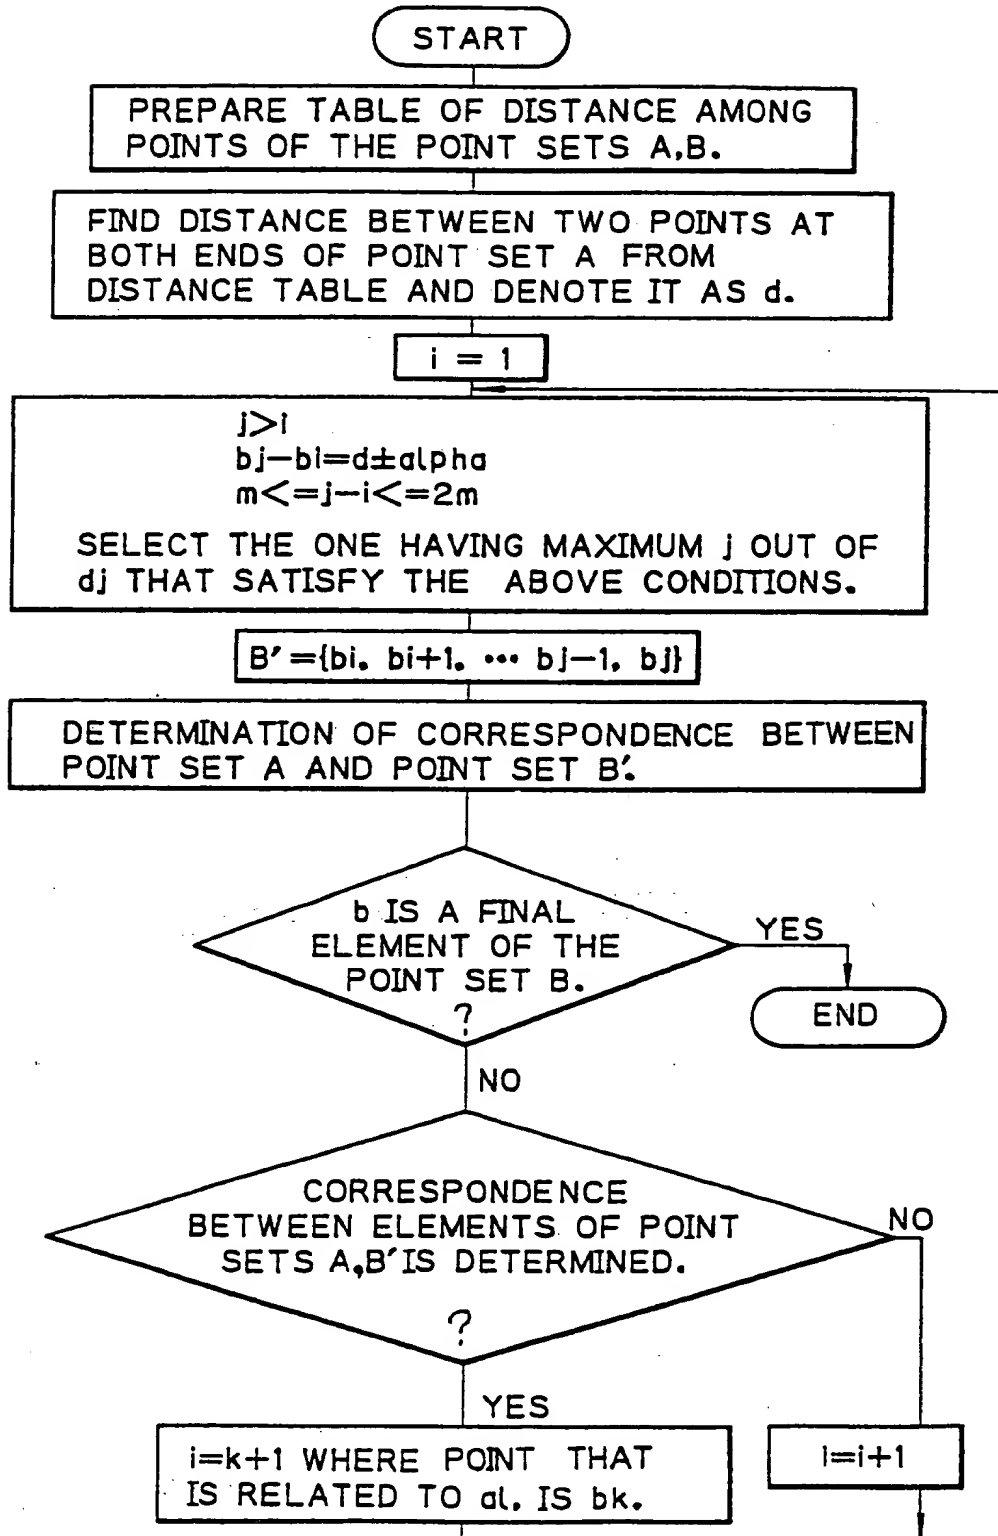 START
PREPARE TABLE OF DISTANCE AMONG
POINTS OF THE POINT SETS A,B.
FIND DISTANCE BETWEEN TWO POINTS AT
BOTH ENDS OF POINT SET A FROM
DISTANCE TABLE AND DENOTE IT AS d.
i = 1
j>i
bj−bi=d±alpha
m<=j−i<=2m
SELECT THE ONE HAVING MAXIMUM j OUT OF
dj THAT SATISFY THE ABOVE CONDITIONS.
B′={bi. bi+1. ··· bj−1. bj}
DETERMINATION OF CORRESPONDENCE BETWEEN
POINT SET A AND POINT SET B′.
b IS A FINAL
ELEMENT OF THE
POINT SET B.
?
YES
END
NO
CORRESPONDENCE
BETWEEN ELEMENTS OF POINT
SETS A,B′ IS DETERMINED.
?
NO
YES
i=k+1 WHERE POINT THAT
IS RELATED TO al. IS bk.
i=i+1